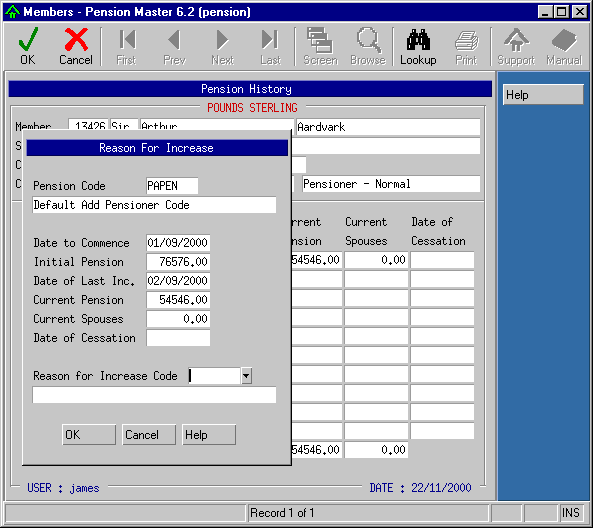 Members - Pension Master 6.2 (pension)
OK Cancel First Prev Next Last Screen Browse Lookup Print Support Manual
Pension History
Help
POUNDS STERLING
Member 13426 Sir Arthur Aardvark
S
C
C Pensioner - Normal
Reason For Increase
Pension Code PAPEN
Default Add Pensioner Code
Date to Commence 01/09/2000
Initial Pension 76576.00
Date of Last Inc. 02/09/2000
Current Pension 54546.00
Current Spouses 0.00
Date of Cessation
Reason for Increase Code
OK Cancel Help
rrent Current Date of
nsion Spouses Cessation
54546.00 0.00
54546.00 0.00
USER : james DATE : 22/11/2000
Record 1 of 1 INS